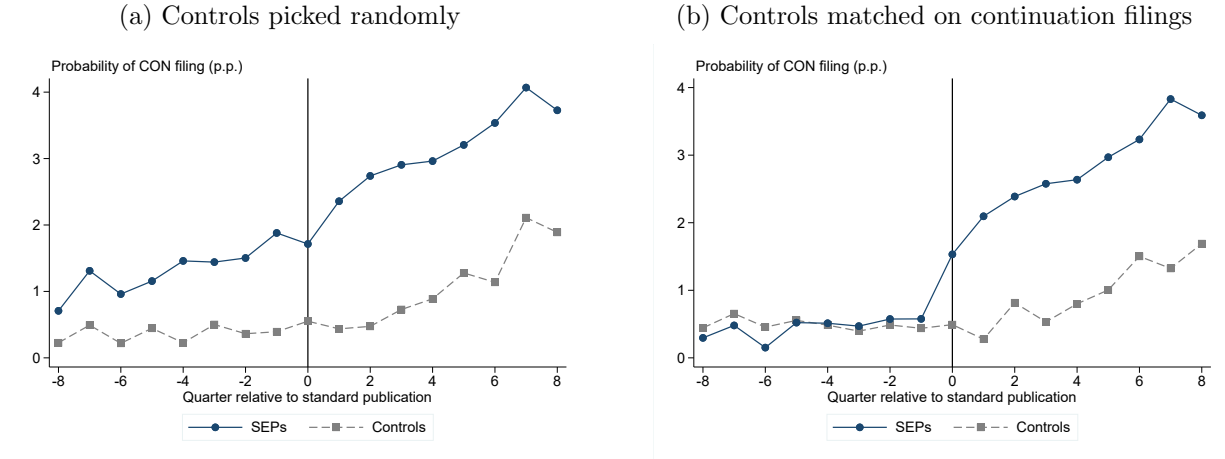 (a) Controls picked randomly
Probability of CON filing (p.p.)
4
3
2
1
0
-8 -6 -4 -2 0 2 4 6 8
Quarter relative to standard publication
SEPs Controls
(b) Controls matched on continuation filings
Probability of CON filing (p.p.)
4
3
2
1
0
-8 -6 -4 -2 0 2 4 6 8
Quarter relative to standard publication
SEPs Controls